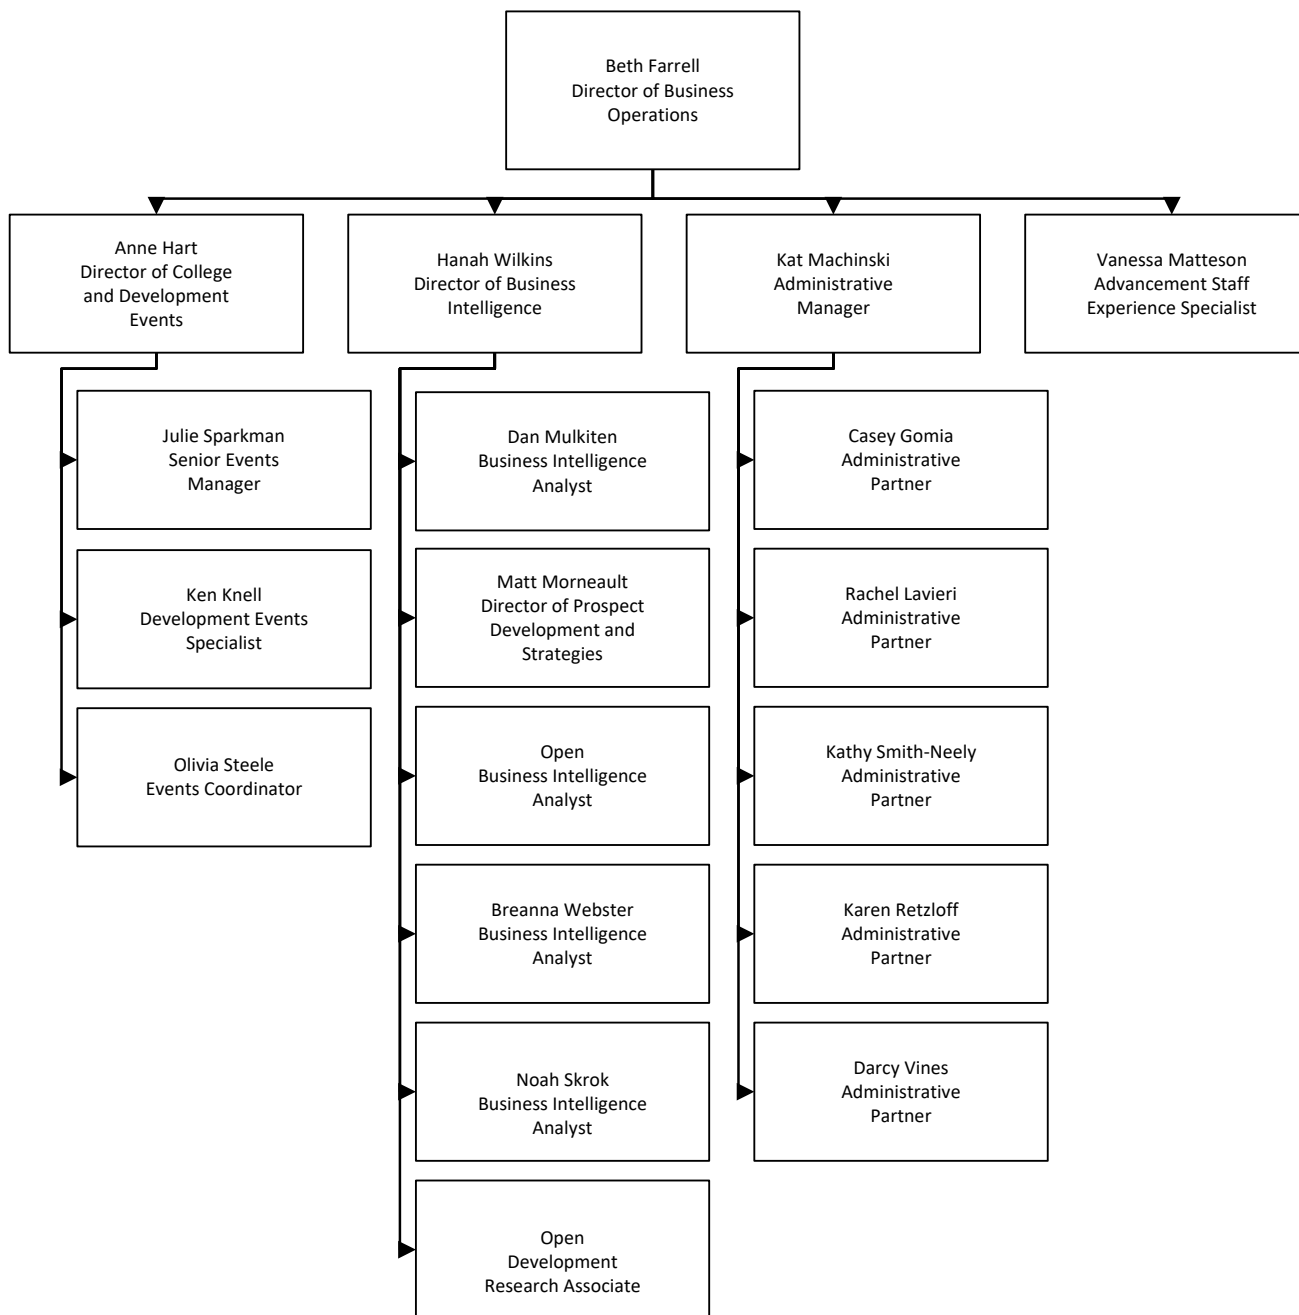 Beth Farrell
Director of Business
Operations
Anne Hart
Director of College
and Development
Events
Hanah Wilkins
Director of Business
Intelligence
Kat Machinski
Administrative
Manager
Vanessa Matteson
Advancement Staff
Experience Specialist
Julie Sparkman
Senior Events
Manager
Ken Knell
Development Events
Specialist
Olivia Steele
Events Coordinator
Dan Mulkiten
Business Intelligence
Analyst
Matt Morneault
Director of Prospect
Development and
Strategies
Open
Business Intelligence
Analyst
Breanna Webster
Business Intelligence
Analyst
Noah Skrok
Business Intelligence
Analyst
Open
Development
Research Associate
Casey Gomia
Administrative
Partner
Rachel Lavieri
Administrative
Partner
Kathy Smith-Neely
Administrative
Partner
Karen Retzloff
Administrative
Partner
Darcy Vines
Administrative
Partner